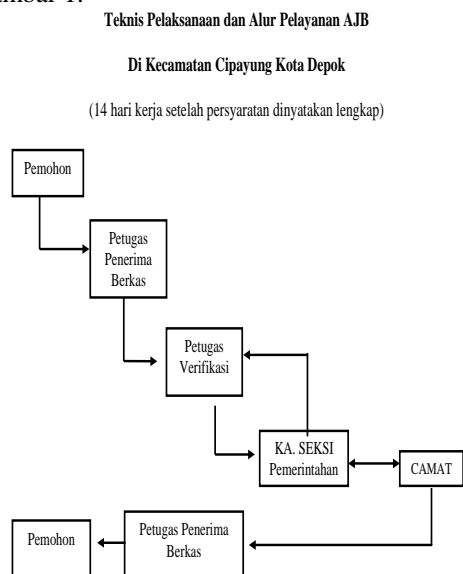 Teknis Pelaksanaan dan Alur Pelayanan AJB
Di Kecamatan Cipayung Kota Depok
(14 hari kerja setelah persyaratan dinyatakan lengkap)
Pemohon
Petugas
Penerima
Berkas
Petugas
Verifikasi
KA. SEKSI
Pemerintahan
CAMAT
Pemohon
Petugas Penerima
Berkas